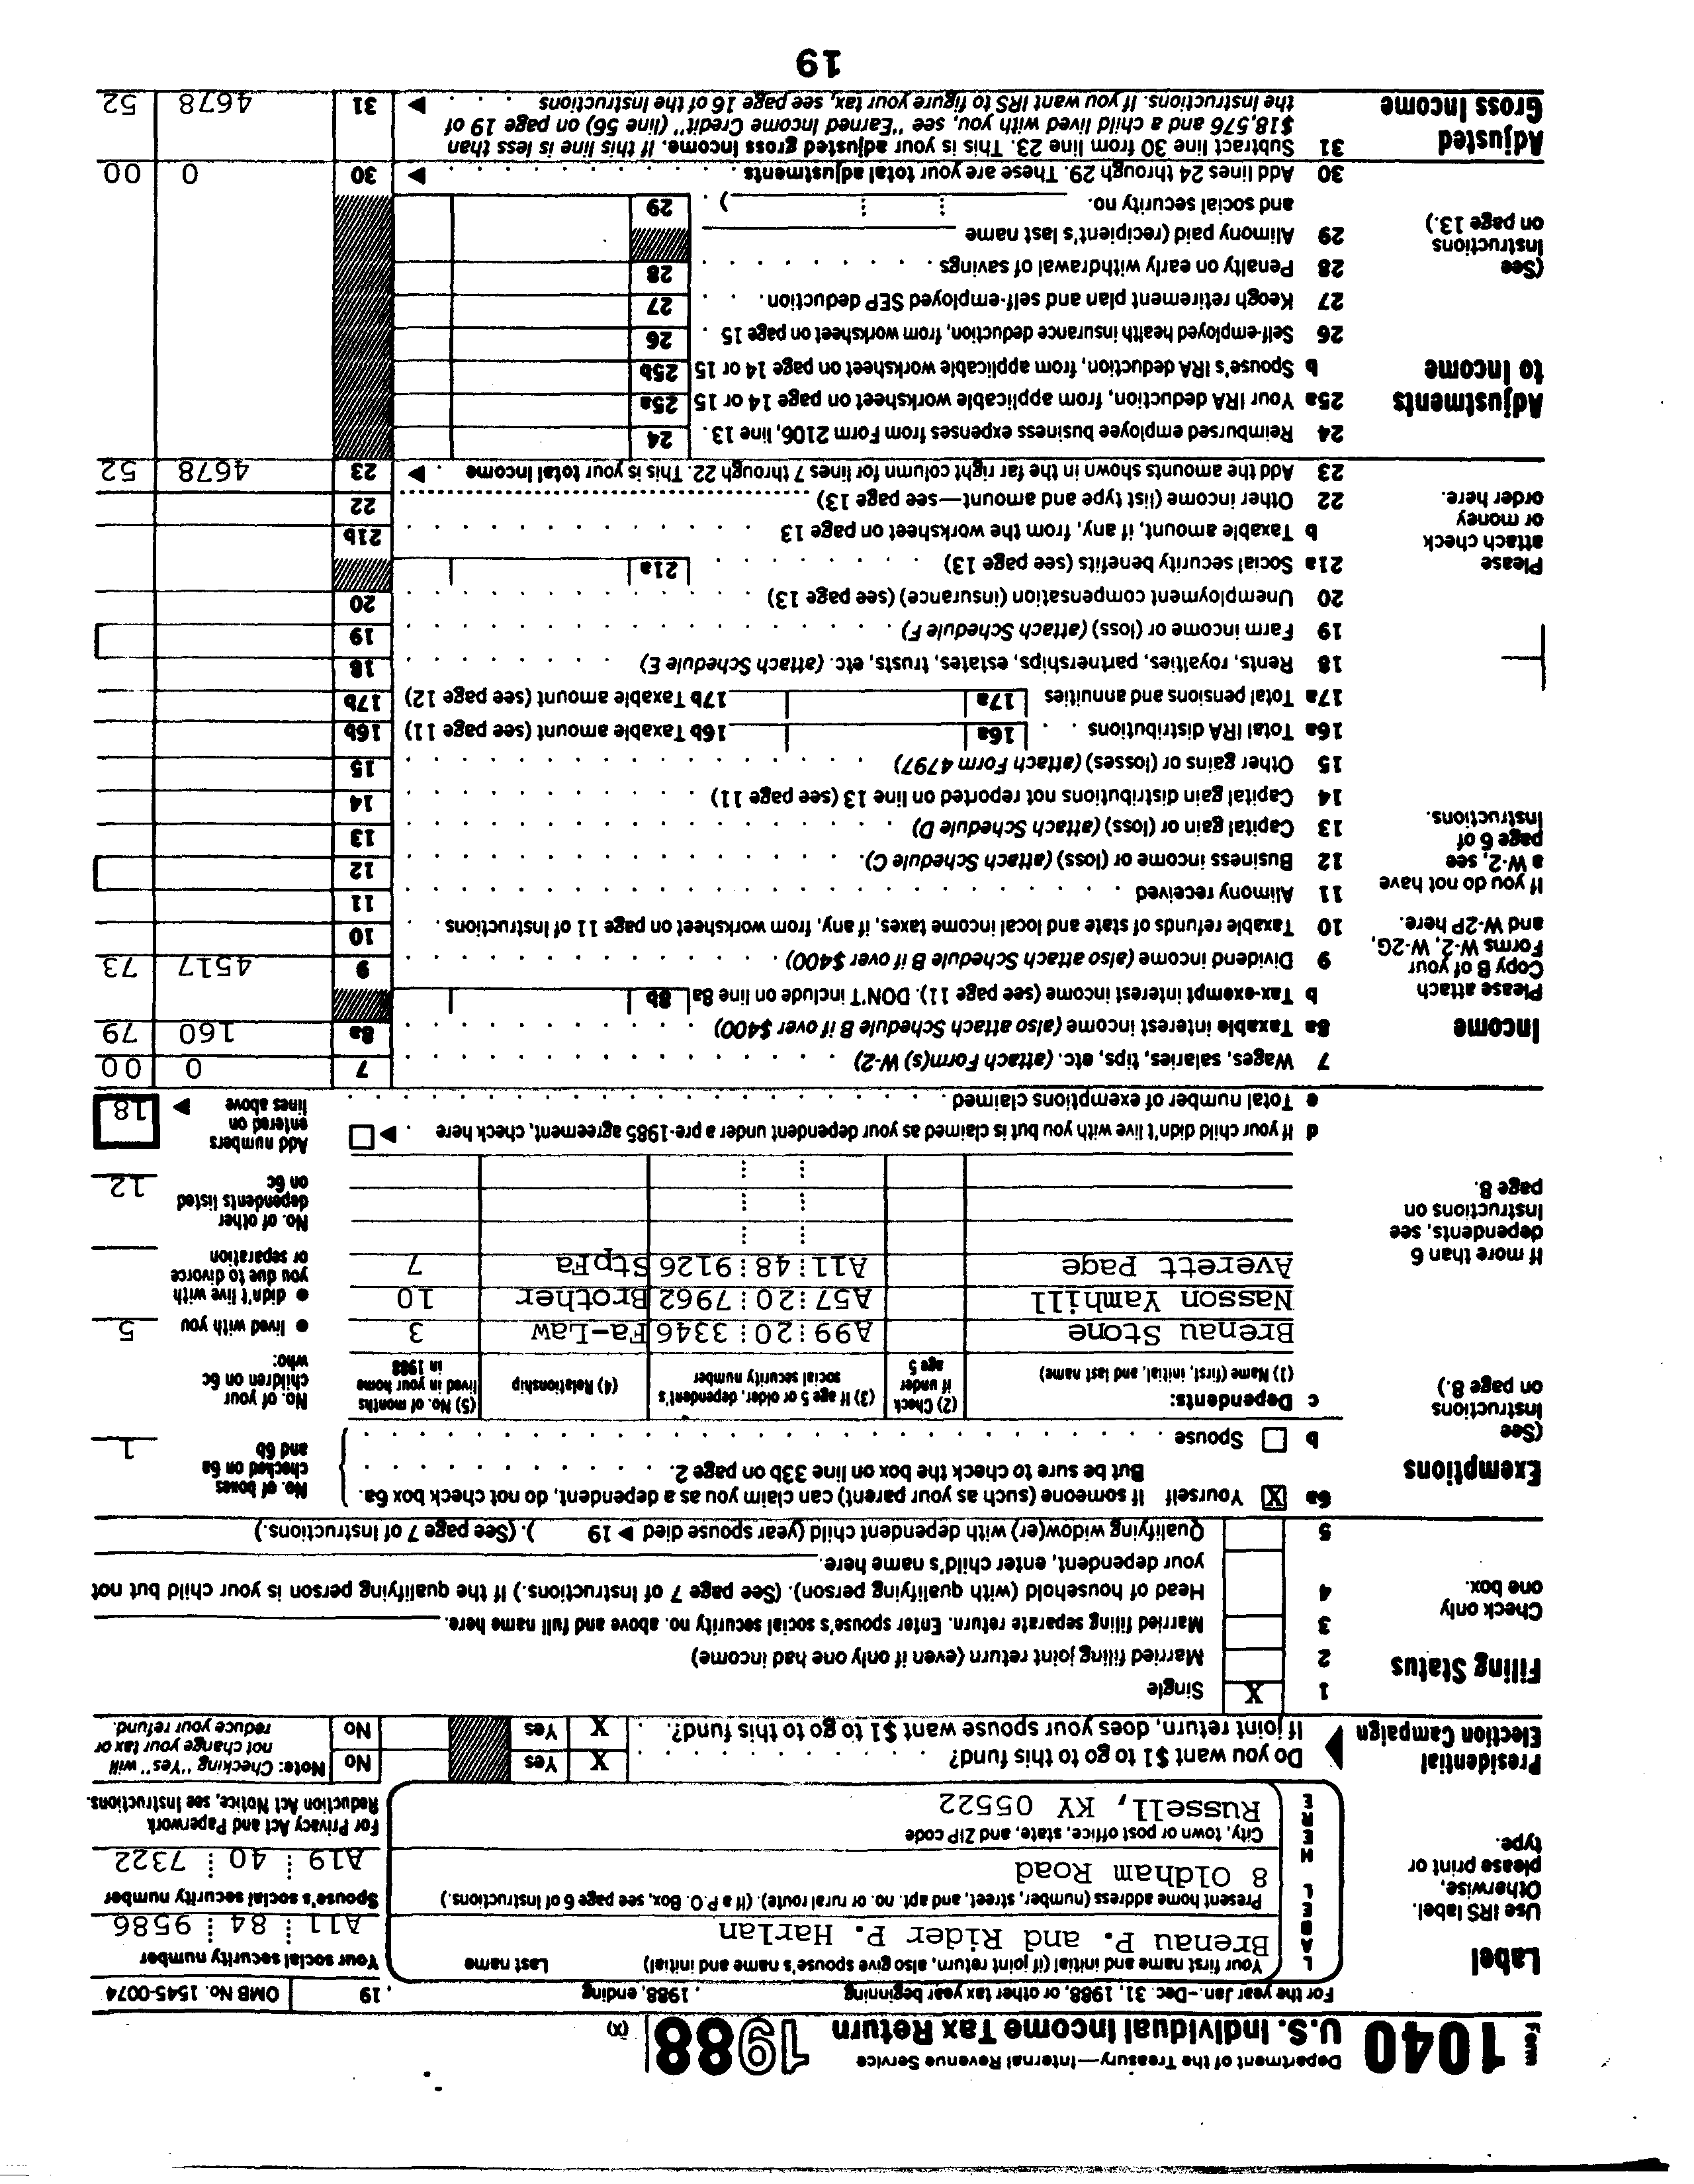 Form 1040 Department of the Treasury—Internal Revenue Service
U.S. Individual Income Tax Return 1988 (X)
For the year Jan.–Dec. 31, 1988, or other tax year beginning , 1988, ending , 19 OMB No. 1545-0074
Label
Use IRS label.
Otherwise,
please print or
type.
LABEL HERE
Your first name and initial (if joint return, also give spouse's name and initial) Last name
Brenau P. and Rider P. Harlan
Your social security number
A11 84 9586
Present home address (number, street, and apt. no. or rural route). (If a P.O. Box, see page 6 of Instructions.)
8 Oldham Road
Spouse's social security number
A19 40 7322
City, town or post office, state, and ZIP code
Russell, KY 05522
For Privacy Act and Paperwork
Reduction Act Notice, see Instructions.
Presidential
Election Campaign
Do you want $1 to go to this fund? X Yes No
If joint return, does your spouse want $1 to go to this fund? X Yes No
Note: Checking "Yes" will
not change your tax or
reduce your refund.
Filing Status
Check only
one box.
1 X Single
2 Married filing joint return (even if only one had income)
3 Married filing separate return. Enter spouse's social security no. above and full name here.
4 Head of household (with qualifying person). (See page 7 of Instructions.) If the qualifying person is your child but not
your dependent, enter child's name here.
5 Qualifying widow(er) with dependent child (year spouse died ▶ 19 ). (See page 7 of Instructions.)
Exemptions
(See
Instructions
on page 8.)
6a X Yourself If someone (such as your parent) can claim you as a dependent, do not check box 6a.
But be sure to check the box on line 33b on page 2.
b Spouse
No. of boxes
checked on 6a
and 6b
1
c Dependents:
(1) Name (first, initial, and last name)
(2) Check
if under
age 5
(3) If age 5 or older, dependent's
social security number
(4) Relationship
(5) No. of months
lived in your home
in 1988
Brenau Stone A99 20 3346 Fa-Law 3
Nasson Yamhill A57 20 7962 Brother 10
Averett Page A11 48 9126 StpFa 7
No. of your
children on 6c
who:
● lived with you 5
● didn't live with
you due to divorce
or separation
No. of other
dependents listed
on 6c
12
If more than 6
dependents, see
Instructions on
page 8.
d If your child didn't live with you but is claimed as your dependent under a pre-1985 agreement, check here ▶
e Total number of exemptions claimed
Add numbers
entered on
lines above ▶ 18
Income
Please attach
Copy B of your
Forms W-2, W-2G,
and W-2P here.
If you do not have
a W-2, see
page 6 of
Instructions.
Please
attach check
or money
order here.
7 Wages, salaries, tips, etc. (attach Form(s) W-2) 7 0 00
8a Taxable interest income (also attach Schedule B if over $400) 8a 160 79
b Tax-exempt interest income (see page 11). DON'T include on line 8a 8b
9 Dividend income (also attach Schedule B if over $400) 9 4517 73
10 Taxable refunds of state and local income taxes, if any, from worksheet on page 11 of Instructions 10
11 Alimony received 11
12 Business income or (loss) (attach Schedule C) 12
13 Capital gain or (loss) (attach Schedule D) 13
14 Capital gain distributions not reported on line 13 (see page 11) 14
15 Other gains or (losses) (attach Form 4797) 15
16a Total IRA distributions 16a 16b Taxable amount (see page 11) 16b
17a Total pensions and annuities 17a 17b Taxable amount (see page 12) 17b
18 Rents, royalties, partnerships, estates, trusts, etc. (attach Schedule E) 18
19 Farm income or (loss) (attach Schedule F) 19
20 Unemployment compensation (insurance) (see page 13) 20
21a Social security benefits (see page 13) 21a
b Taxable amount, if any, from the worksheet on page 13 21b
22 Other income (list type and amount—see page 13) 22
23 Add the amounts shown in the far right column for lines 7 through 22. This is your total income ▶ 23 4678 52
Adjustments
to Income
(See
Instructions
on page 13.)
24 Reimbursed employee business expenses from Form 2106, line 13 24
25a Your IRA deduction, from applicable worksheet on page 14 or 15 25a
b Spouse's IRA deduction, from applicable worksheet on page 14 or 15 25b
26 Self-employed health insurance deduction, from worksheet on page 15 26
27 Keogh retirement plan and self-employed SEP deduction 27
28 Penalty on early withdrawal of savings 28
29 Alimony paid (recipient's last name
and social security no. ) 29
30 Add lines 24 through 29. These are your total adjustments ▶ 30 0 00
Adjusted
Gross Income
31 Subtract line 30 from line 23. This is your adjusted gross income. If this line is less than
$18,576 and a child lived with you, see "Earned Income Credit" (line 56) on page 19 of
the Instructions. If you want IRS to figure your tax, see page 16 of the Instructions ▶ 31 4678 52
19